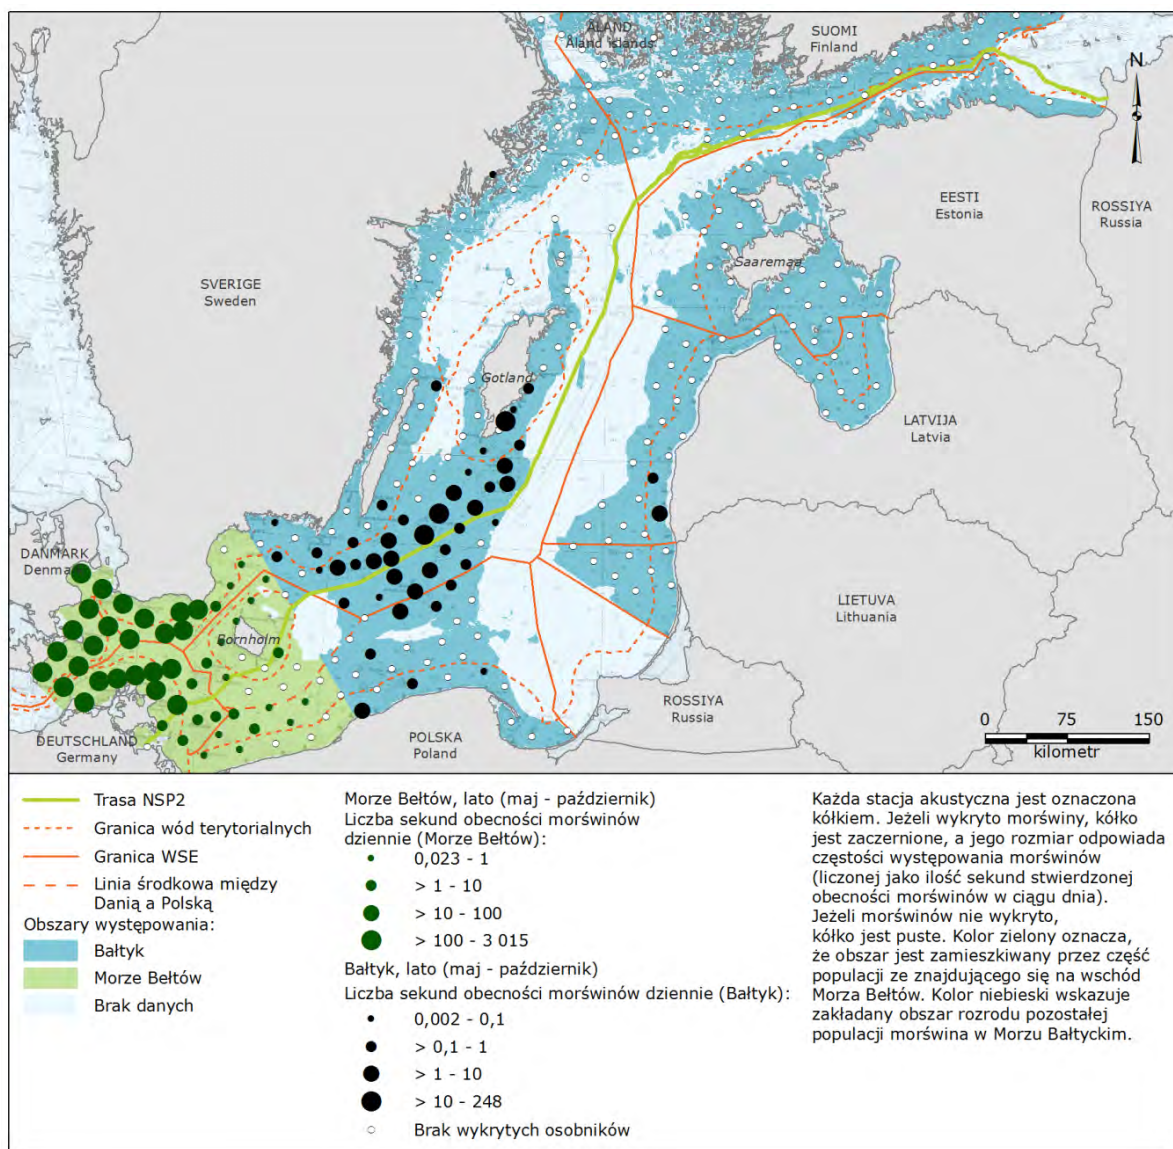 ÅLAND
Åland islands
SUOMI
Finland
N
EESTI
Estonia
ROSSIYA
Russia
SVERIGE
Sweden
Saaremaa
Gotland
LATVIJA
Latvia
DANMARK
Denmark
LIETUVA
Lithuania
Bornholm
ROSSIYA
Russia
DEUTSCHLAND
Germany
POLSKA
Poland
0 75 150
kilometr
Trasa NSP2
Granica wód terytorialnych
Granica WSE
Linia środkowa między
Danią a Polską
Obszary występowania:
Bałtyk
Morze Bełtów
Brak danych
Morze Bełtów, lato (maj - październik)
Liczba sekund obecności morświnów
dziennie (Morze Bełtów):
0,023 - 1
> 1 - 10
> 10 - 100
> 100 - 3 015
Bałtyk, lato (maj - październik)
Liczba sekund obecności morświnów dziennie (Bałtyk):
0,002 - 0,1
> 0,1 - 1
> 1 - 10
> 10 - 248
Brak wykrytych osobników
Każda stacja akustyczna jest oznaczona
kółkiem. Jeżeli wykryto morświny, kółko
jest zaczernione, a jego rozmiar odpowiada
częstości występowania morświnów
(liczonej jako ilość sekund stwierdzonej
obecności morświnów w ciągu dnia).
Jeżeli morświnów nie wykryto,
kółko jest puste. Kolor zielony oznacza,
że obszar jest zamieszkiwany przez część
populacji ze znajdującego się na wschód
Morza Bełtów. Kolor niebieski wskazuje
zakładany obszar rozrodu pozostałej
populacji morświna w Morzu Bałtyckim.